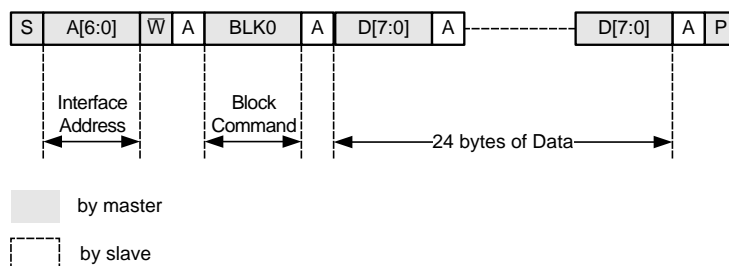 S A[6:0] W̅ A BLK0 A D[7:0] A D[7:0] A P
Interface
Address
Block
Command
24 bytes of Data
by master
by slave